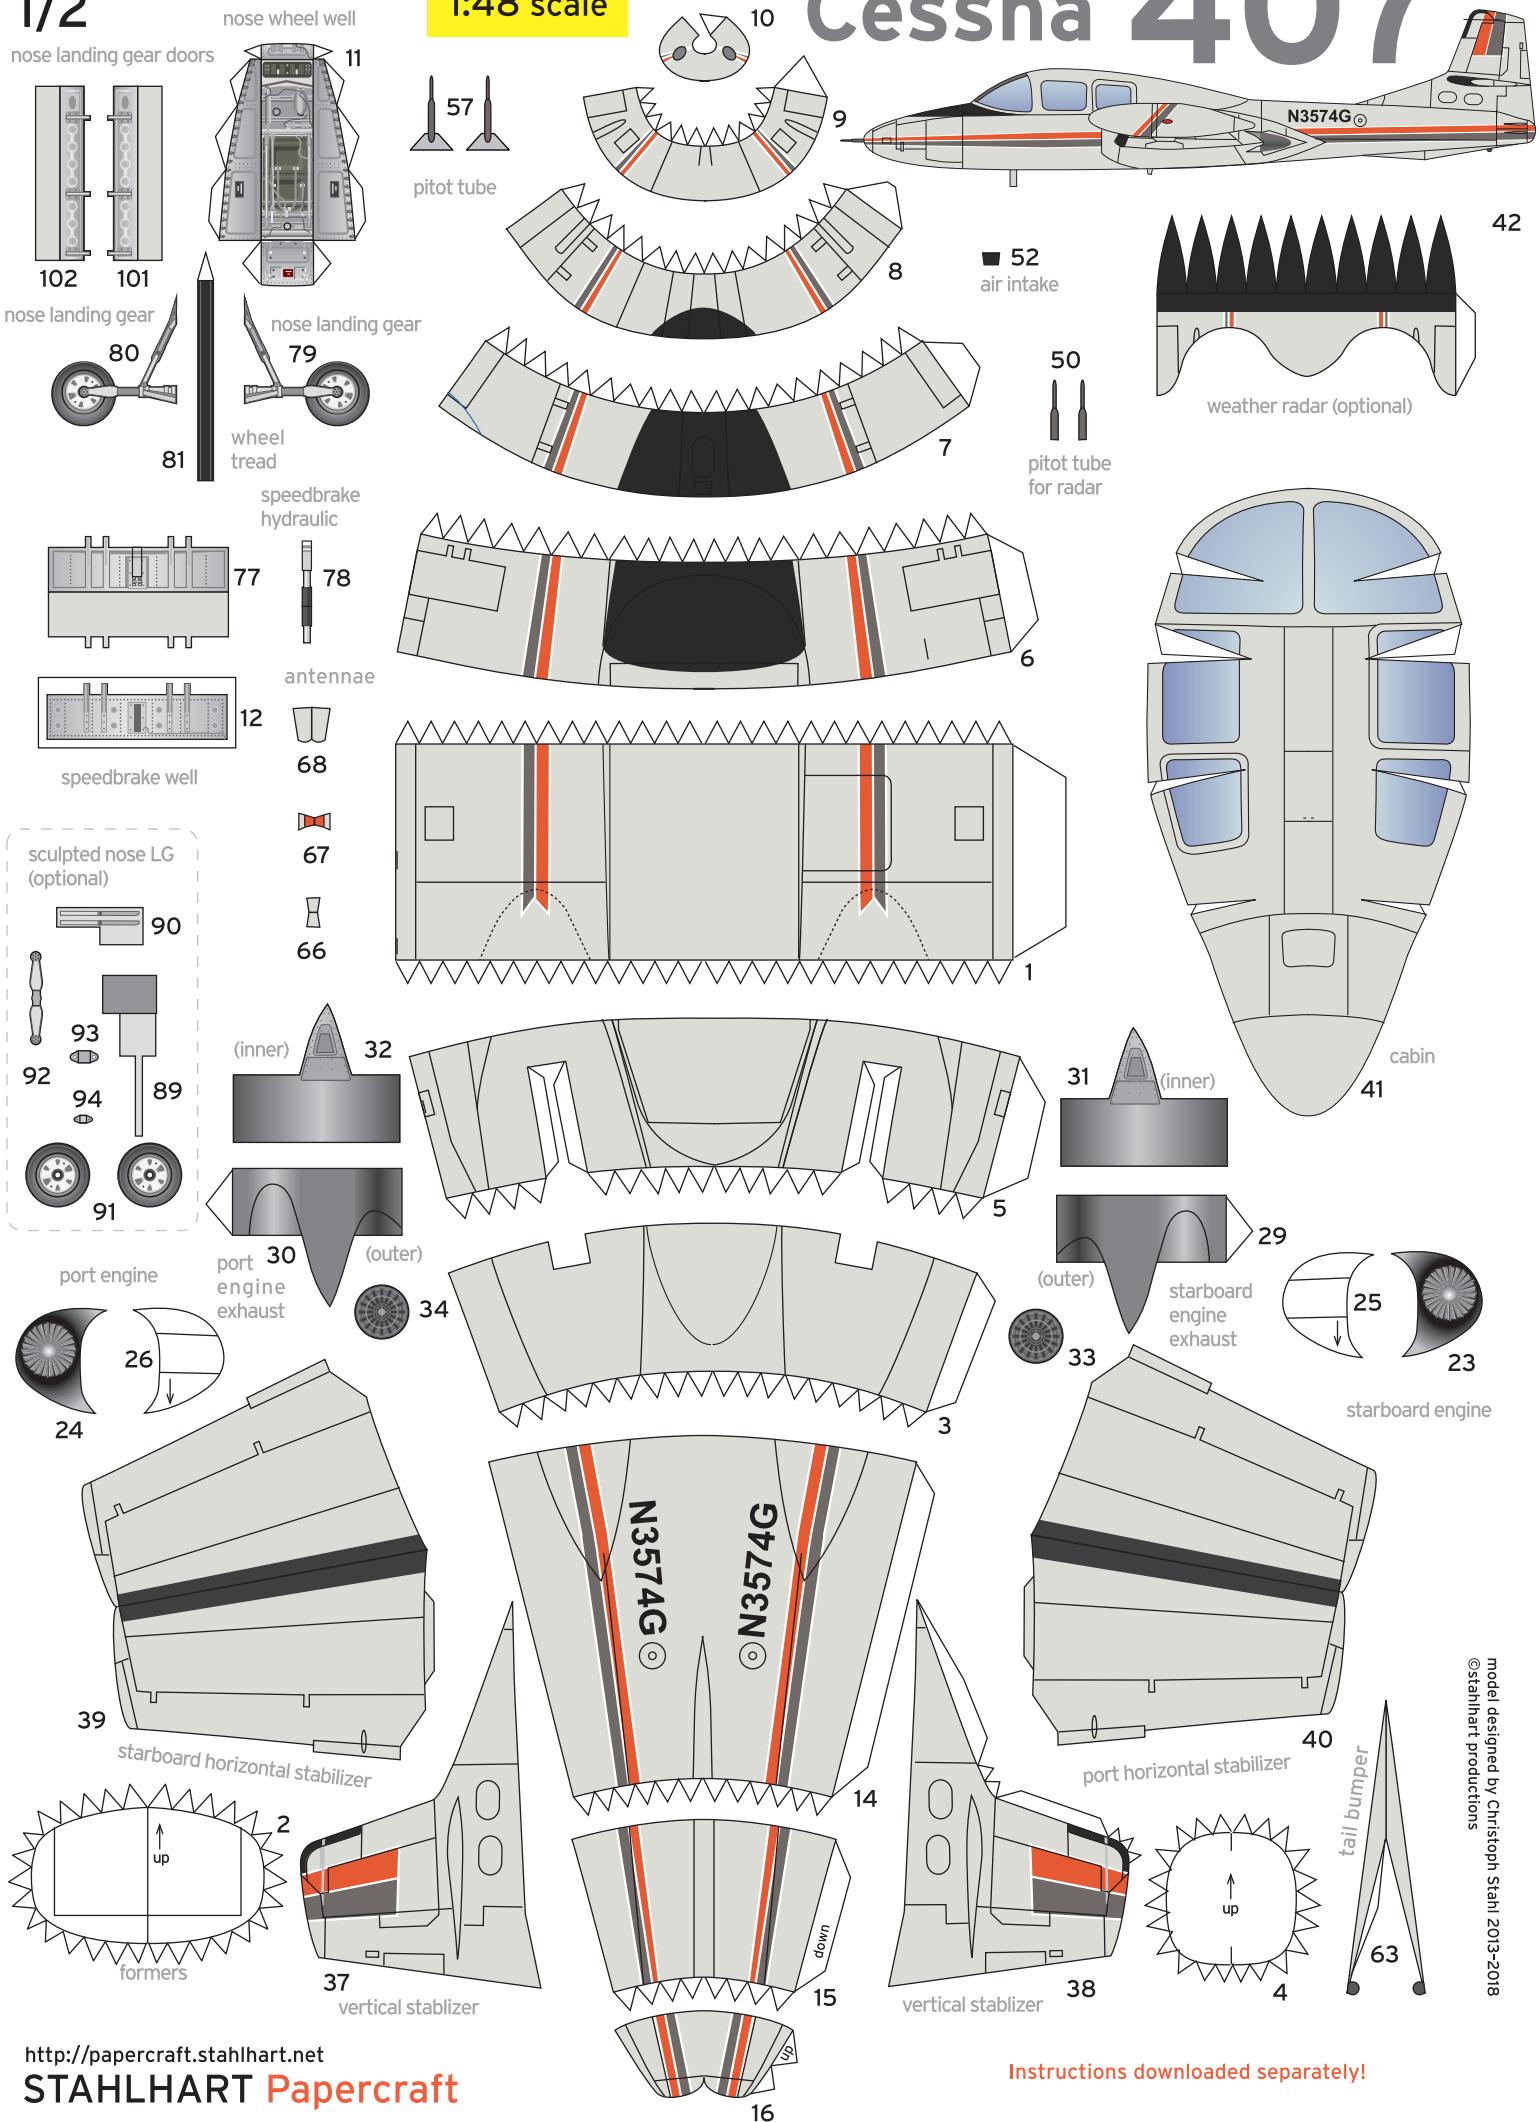 1/2
1:48 scale
Cessna 407
nose wheel well
nose landing gear doors
11
10
57
9
pitot tube
N3574G
102
101
8
52
air intake
42
nose landing gear
nose landing gear
80
79
50
weather radar (optional)
81
wheel
tread
7
pitot tube
for radar
speedbrake
hydraulic
77
78
6
antennae
12
68
speedbrake well
67
sculpted nose LG
(optional)
90
66
1
93
92
94
89
91
(inner)
32
31
(inner)
cabin
41
5
30
(outer)
port
engine
exhaust
29
(outer)
starboard
engine
exhaust
port engine
34
26
24
33
25
23
starboard engine
3
N3574G
N3574G
39
starboard horizontal stabilizer
40
port horizontal stabilizer
14
2
up
formers
37
vertical stablizer
down
15
38
vertical stablizer
up
4
tail bumper
63
model designed by Christoph Stahl 2013-2018
©stahlhart productions
up
16
http://papercraft.stahlhart.net
STAHLHART Papercraft
Instructions downloaded separately!